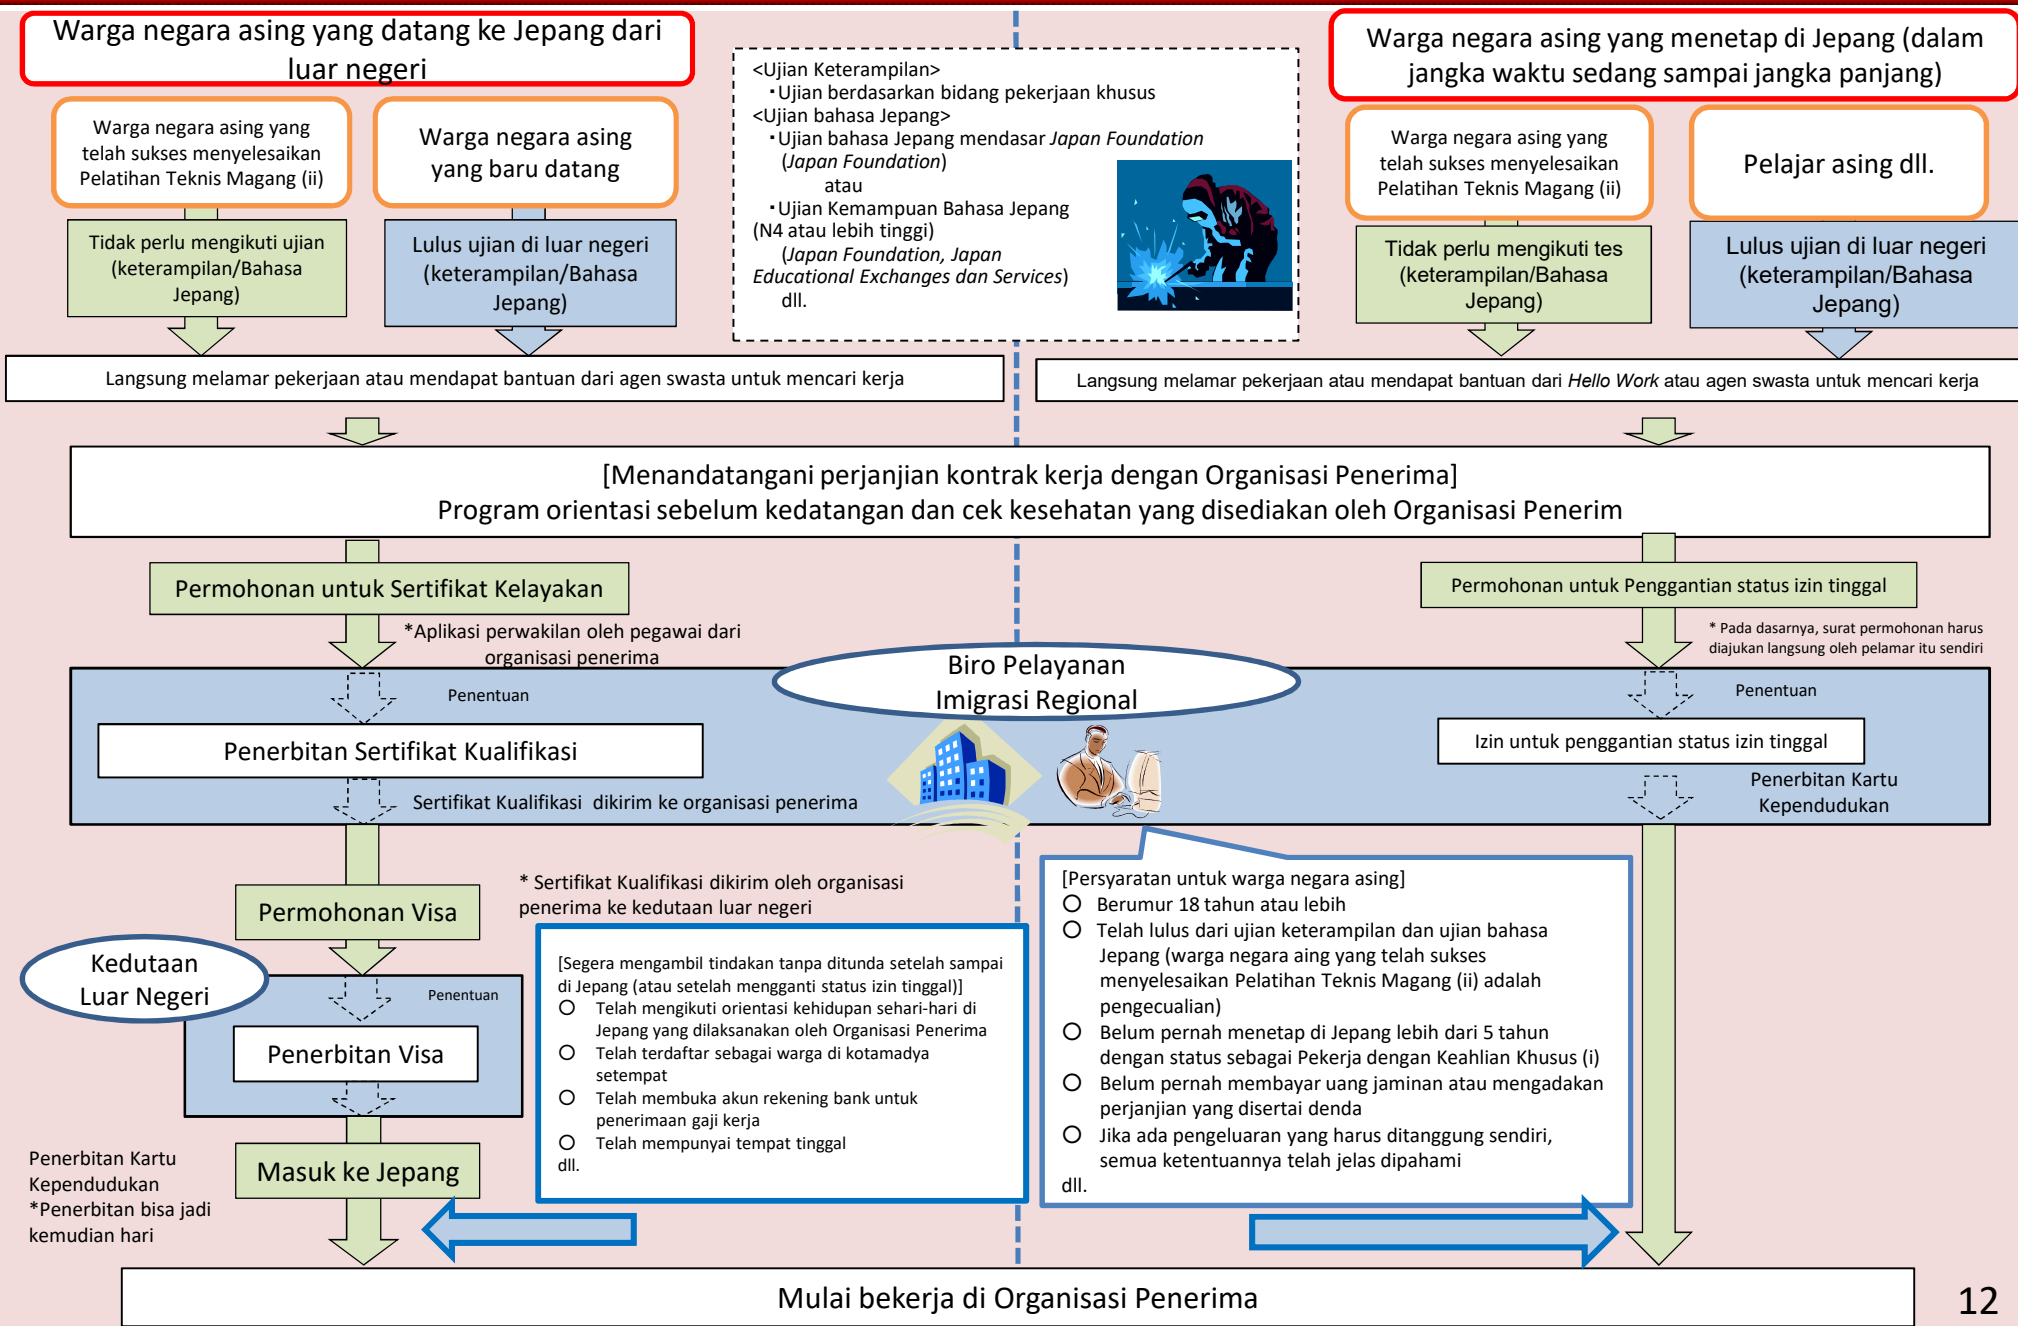 Warga negara asing yang datang ke Jepang dari
luar negeri
Warga negara asing yang
telah sukses menyelesaikan
Pelatihan Teknis Magang (ii)
Warga negara asing
yang baru datang
Tidak perlu mengikuti ujian
(keterampilan/Bahasa
Jepang)
Lulus ujian di luar negeri
(keterampilan/Bahasa
Jepang)
<Ujian Keterampilan>
・Ujian berdasarkan bidang pekerjaan khusus
<Ujian bahasa Jepang>
・Ujian bahasa Jepang mendasar Japan Foundation
(Japan Foundation)
atau
・Ujian Kemampuan Bahasa Jepang
(N4 atau lebih tinggi)
(Japan Foundation, Japan
Educational Exchanges dan Services)
dll.
Warga negara asing yang menetap di Jepang (dalam
jangka waktu sedang sampai jangka panjang)
Warga negara asing yang
telah sukses menyelesaikan
Pelatihan Teknis Magang (ii)
Pelajar asing dll.
Tidak perlu mengikuti tes
(keterampilan/Bahasa
Jepang)
Lulus ujian di luar negeri
(keterampilan/Bahasa
Jepang)
Langsung melamar pekerjaan atau mendapat bantuan dari agen swasta untuk mencari kerja
Langsung melamar pekerjaan atau mendapat bantuan dari Hello Work atau agen swasta untuk mencari kerja
[Menandatangani perjanjian kontrak kerja dengan Organisasi Penerima]
Program orientasi sebelum kedatangan dan cek kesehatan yang disediakan oleh Organisasi Penerim
Permohonan untuk Sertifikat Kelayakan
*Aplikasi perwakilan oleh pegawai dari
organisasi penerima
Permohonan untuk Penggantian status izin tinggal
* Pada dasarnya, surat permohonan harus
diajukan langsung oleh pelamar itu sendiri
Biro Pelayanan
Imigrasi Regional
Penentuan
Penerbitan Sertifikat Kualifikasi
Sertifikat Kualifikasi  dikirim ke organisasi penerima
Penentuan
Izin untuk penggantian status izin tinggal
Penerbitan Kartu
Kependudukan
Permohonan Visa
* Sertifikat Kualifikasi dikirim oleh organisasi
penerima ke kedutaan luar negeri
Kedutaan
Luar Negeri
Penentuan
Penerbitan Visa
Penerbitan Kartu
Kependudukan
*Penerbitan bisa jadi
kemudian hari
Masuk ke Jepang
[Segera mengambil tindakan tanpa ditunda setelah sampai
di Jepang (atau setelah mengganti status izin tinggal)]
○ Telah mengikuti orientasi kehidupan sehari-hari di
Jepang yang dilaksanakan oleh Organisasi Penerima
○ Telah terdaftar sebagai warga di kotamadya
setempat
○ Telah membuka akun rekening bank untuk
penerimaan gaji kerja
○ Telah mempunyai tempat tinggal
dll.
[Persyaratan untuk warga negara asing]
○ Berumur 18 tahun atau lebih
○ Telah lulus dari ujian keterampilan dan ujian bahasa
Jepang (warga negara aing yang telah sukses
menyelesaikan Pelatihan Teknis Magang (ii) adalah
pengecualian)
○ Belum pernah menetap di Jepang lebih dari 5 tahun
dengan status sebagai Pekerja dengan Keahlian Khusus (i)
○ Belum pernah membayar uang jaminan atau mengadakan
perjanjian yang disertai denda
○ Jika ada pengeluaran yang harus ditanggung sendiri,
semua ketentuannya telah jelas dipahami
dll.
Mulai bekerja di Organisasi Penerima
12